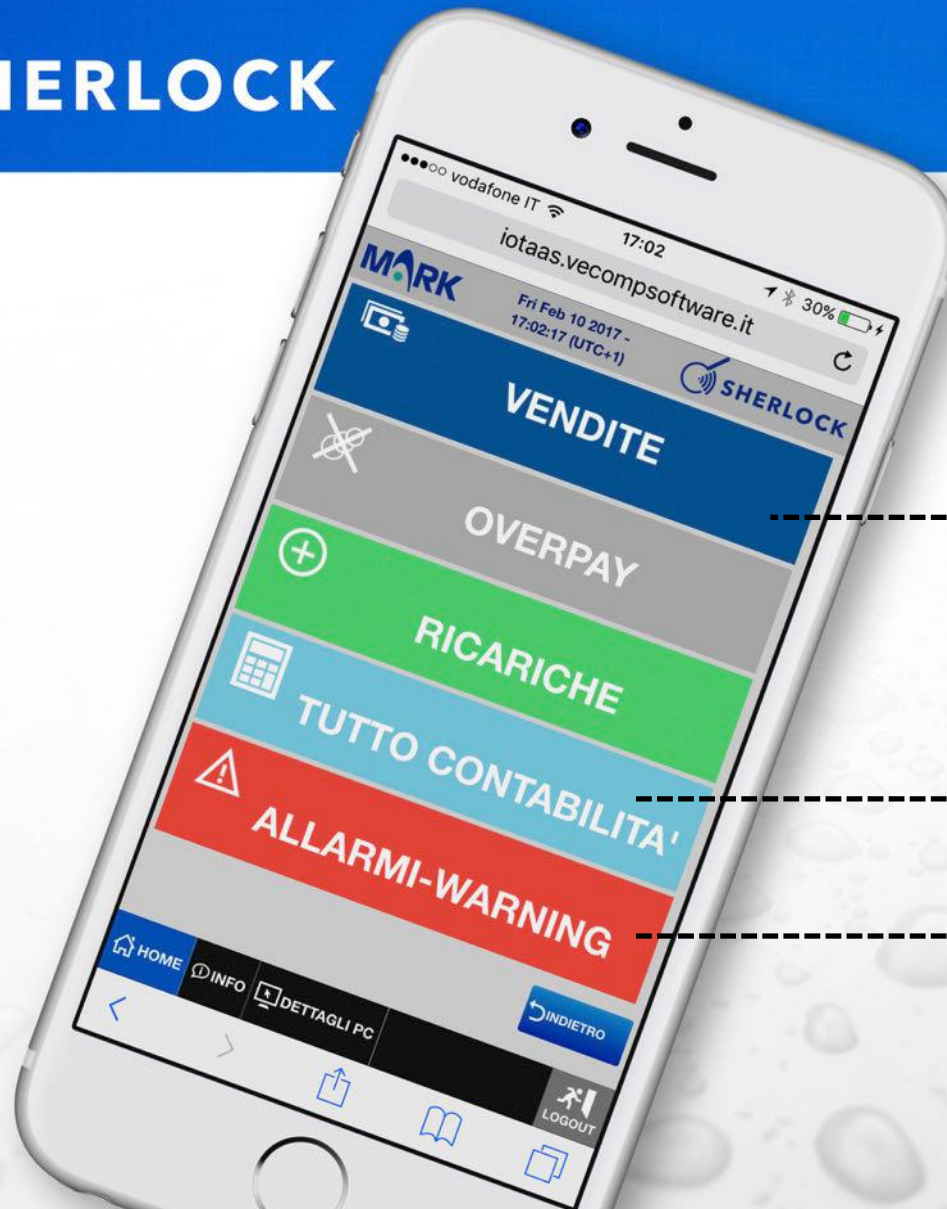 HERLOCK
vodafone IT
17:02
30%
iotaas.vecompsoftware.it
MARK
Fri Feb 10 2017 -
17:02:17 (UTC+1)
SHERLOCK
VENDITE
OVERPAY
RICARICHE
TUTTO CONTABILITA'
ALLARMI-WARNING
HOME
INFO
DETTAGLI PC
INDIETRO
LOGOUT